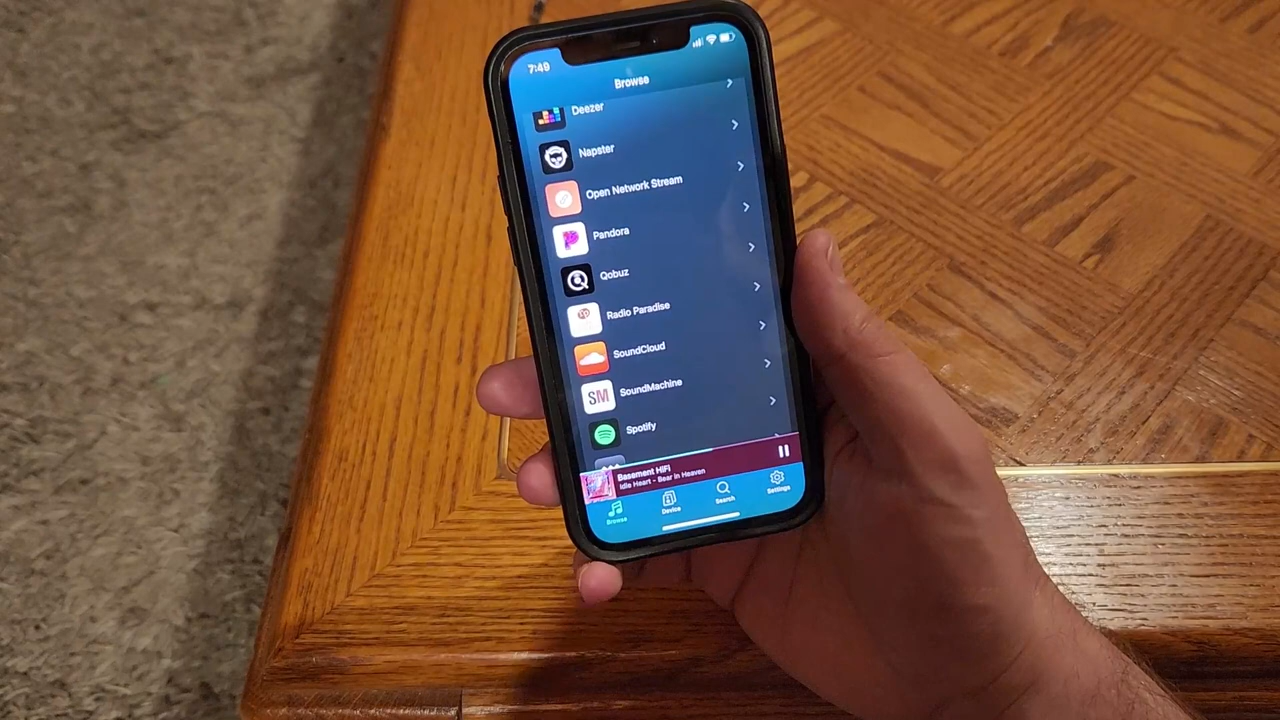 7:49
Browse
Deezer
Napster
Open Network Stream
Pandora
Qobuz
Radio Paradise
SoundCloud
SM
SoundMachine
Spotify
Basement HiFi
Idle Heart - Bear in Heaven
Browse
Device
Search
Settings